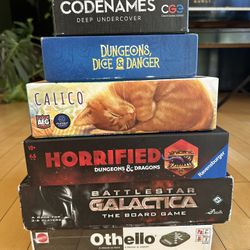 CODENAMES
DEEP UNDERCOVER
CGE
DUNGEONS,
DICE & DANGER
CALICO
AEG
HORRIFIED
DUNGEONS & DRAGONS
Ravensburger
BATTLESTAR
GALACTICA
THE BOARD GAME
Othello